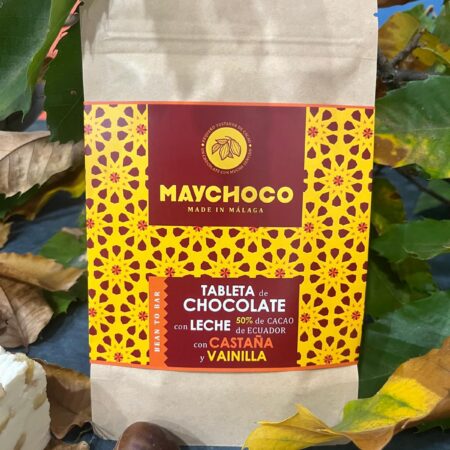 MAYCHOCO
MADE IN MÁLAGA
BEAN TO BAR
TABLETA de
CHOCOLATE
con LECHE 50% de CACAO
de ECUADOR
con CASTAÑA
y VAINILLA